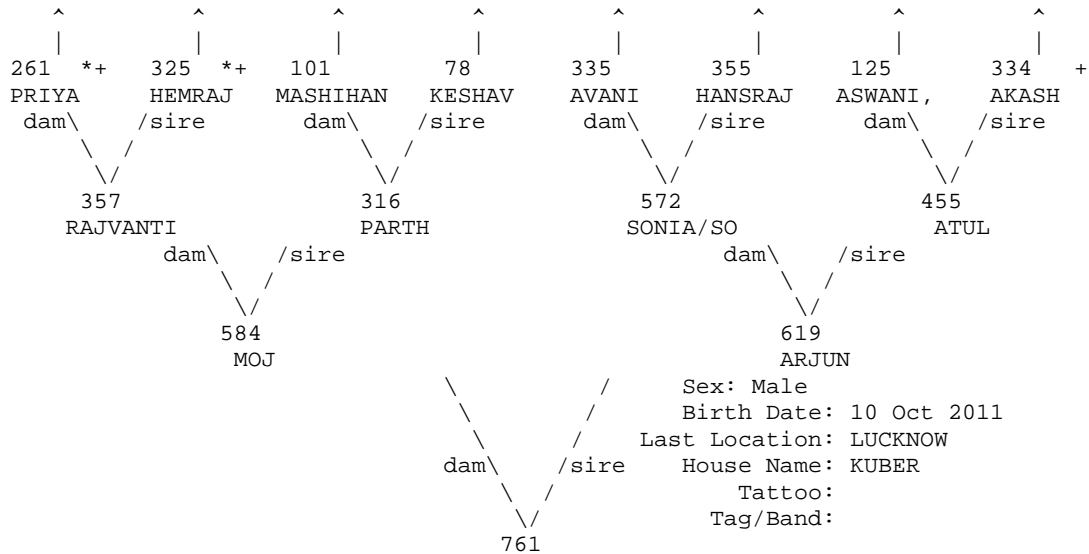 ^ ^ ^ ^ ^ ^ ^ ^
| | | | | | | |
261 *+ 325 *+ 101 78 335 355 125 334 +
PRIYA HEMRAJ MASHIHAN KESHAV AVANI HANSRAJ ASWANI, AKASH
dam\ /sire dam\ /sire dam\ /sire dam\ /sire
\ / \ / \ / \ /
\/ \/ \/ \/
357 316 572 455
RAJVANTI PARTH SONIA/SO ATUL
dam\ /sire dam\ /sire
\ / \ /
\/ \/
584 619
MOJ ARJUN
\ / Sex: Male
\ / Birth Date: 10 Oct 2011
\ / Last Location: LUCKNOW
dam\ /sire House Name: KUBER
\ / Tattoo:
\/ Tag/Band:
761